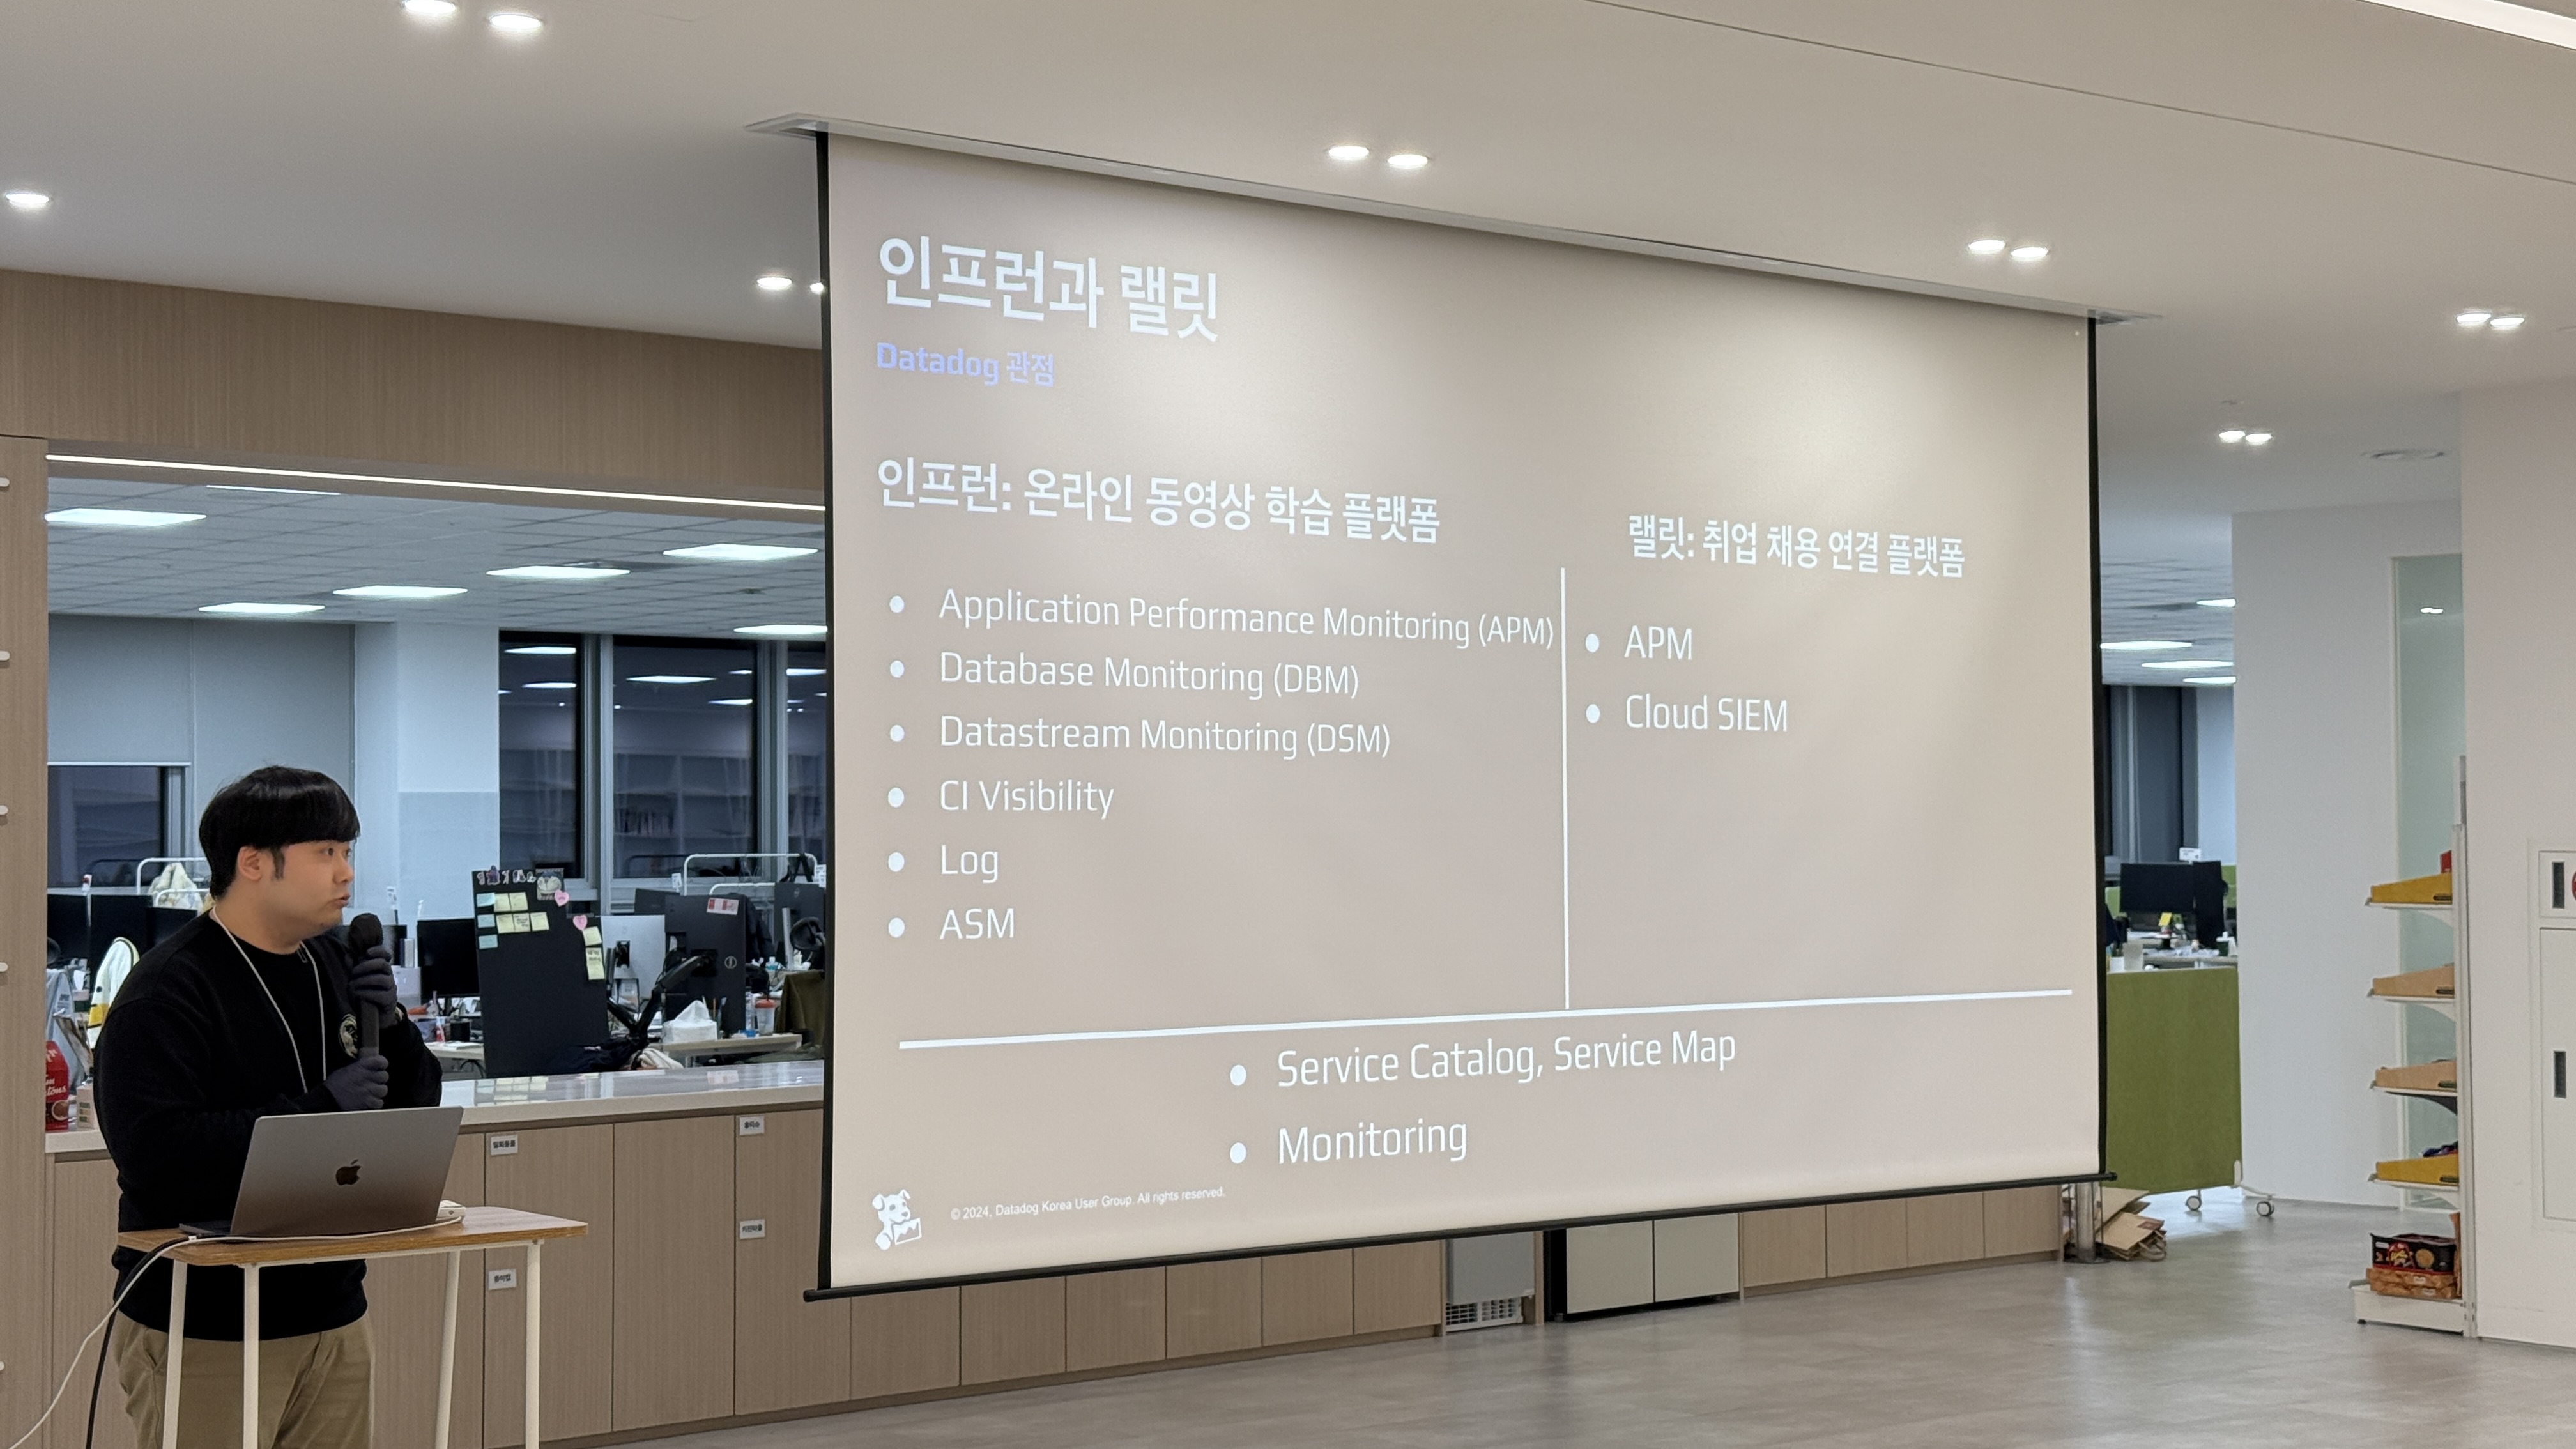 인프런과 랠릿
Datadog 관점
인프런: 온라인 동영상 학습 플랫폼
Application Performance Monitoring (APM)
Database Monitoring (DBM)
Datastream Monitoring (DSM)
CI Visibility
Log
ASM
랠릿: 취업 채용 연결 플랫폼
APM
Cloud SIEM
Service Catalog, Service Map
Monitoring
© 2024, Datadog Korea User Group. All rights reserved.